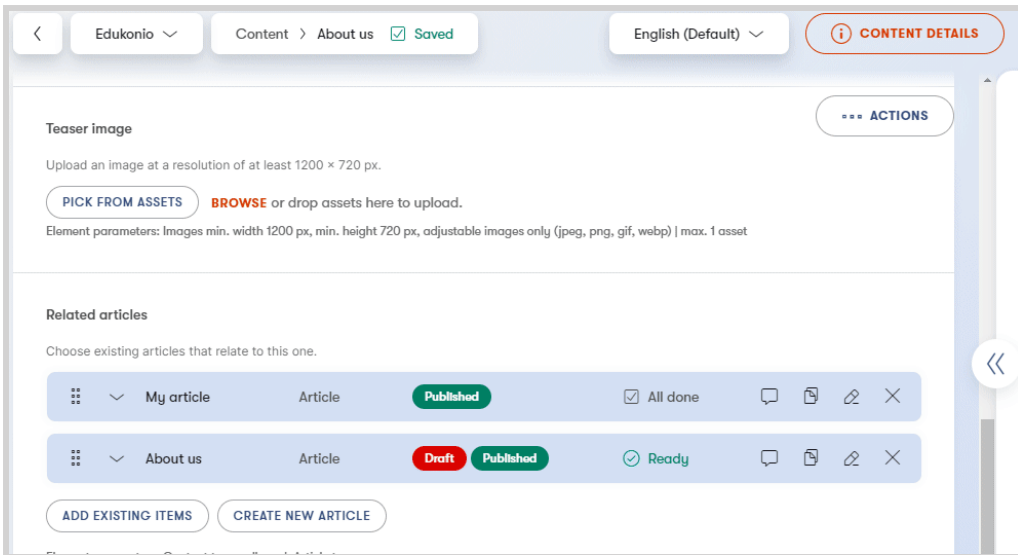 Edukonio
Content > About us Saved
English (Default)
CONTENT DETAILS
ACTIONS
Teaser image
Upload an image at a resolution of at least 1200 × 720 px.
PICK FROM ASSETS BROWSE or drop assets here to upload.
Element parameters: Images min. width 1200 px, min. height 720 px, adjustable images only (jpeg, png, gif, webp) | max. 1 asset
Related articles
Choose existing articles that relate to this one.
My article Article Published All done
About us Article Draft Published Ready
ADD EXISTING ITEMS CREATE NEW ARTICLE